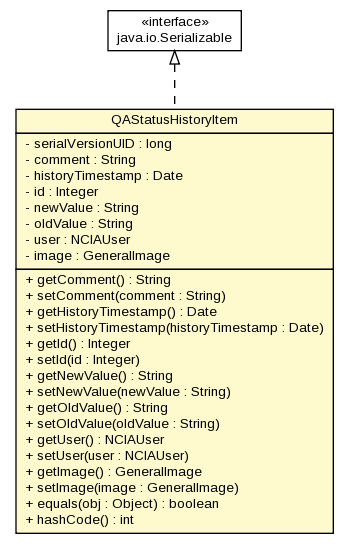 «interface»
java.io.Serializable
QAStatusHistoryItem
- serialVersionUID : long
- comment : String
- historyTimestamp : Date
- id : Integer
- newValue : String
- oldValue : String
- user : NCIAUser
- image : GeneralImage
+ getComment() : String
+ setComment(comment : String)
+ getHistoryTimestamp() : Date
+ setHistoryTimestamp(historyTimestamp : Date)
+ getId() : Integer
+ setId(id : Integer)
+ getNewValue() : String
+ setNewValue(newValue : String)
+ getOldValue() : String
+ setOldValue(oldValue : String)
+ getUser() : NCIAUser
+ setUser(user : NCIAUser)
+ getImage() : GeneralImage
+ setImage(image : GeneralImage)
+ equals(obj : Object) : boolean
+ hashCode() : int